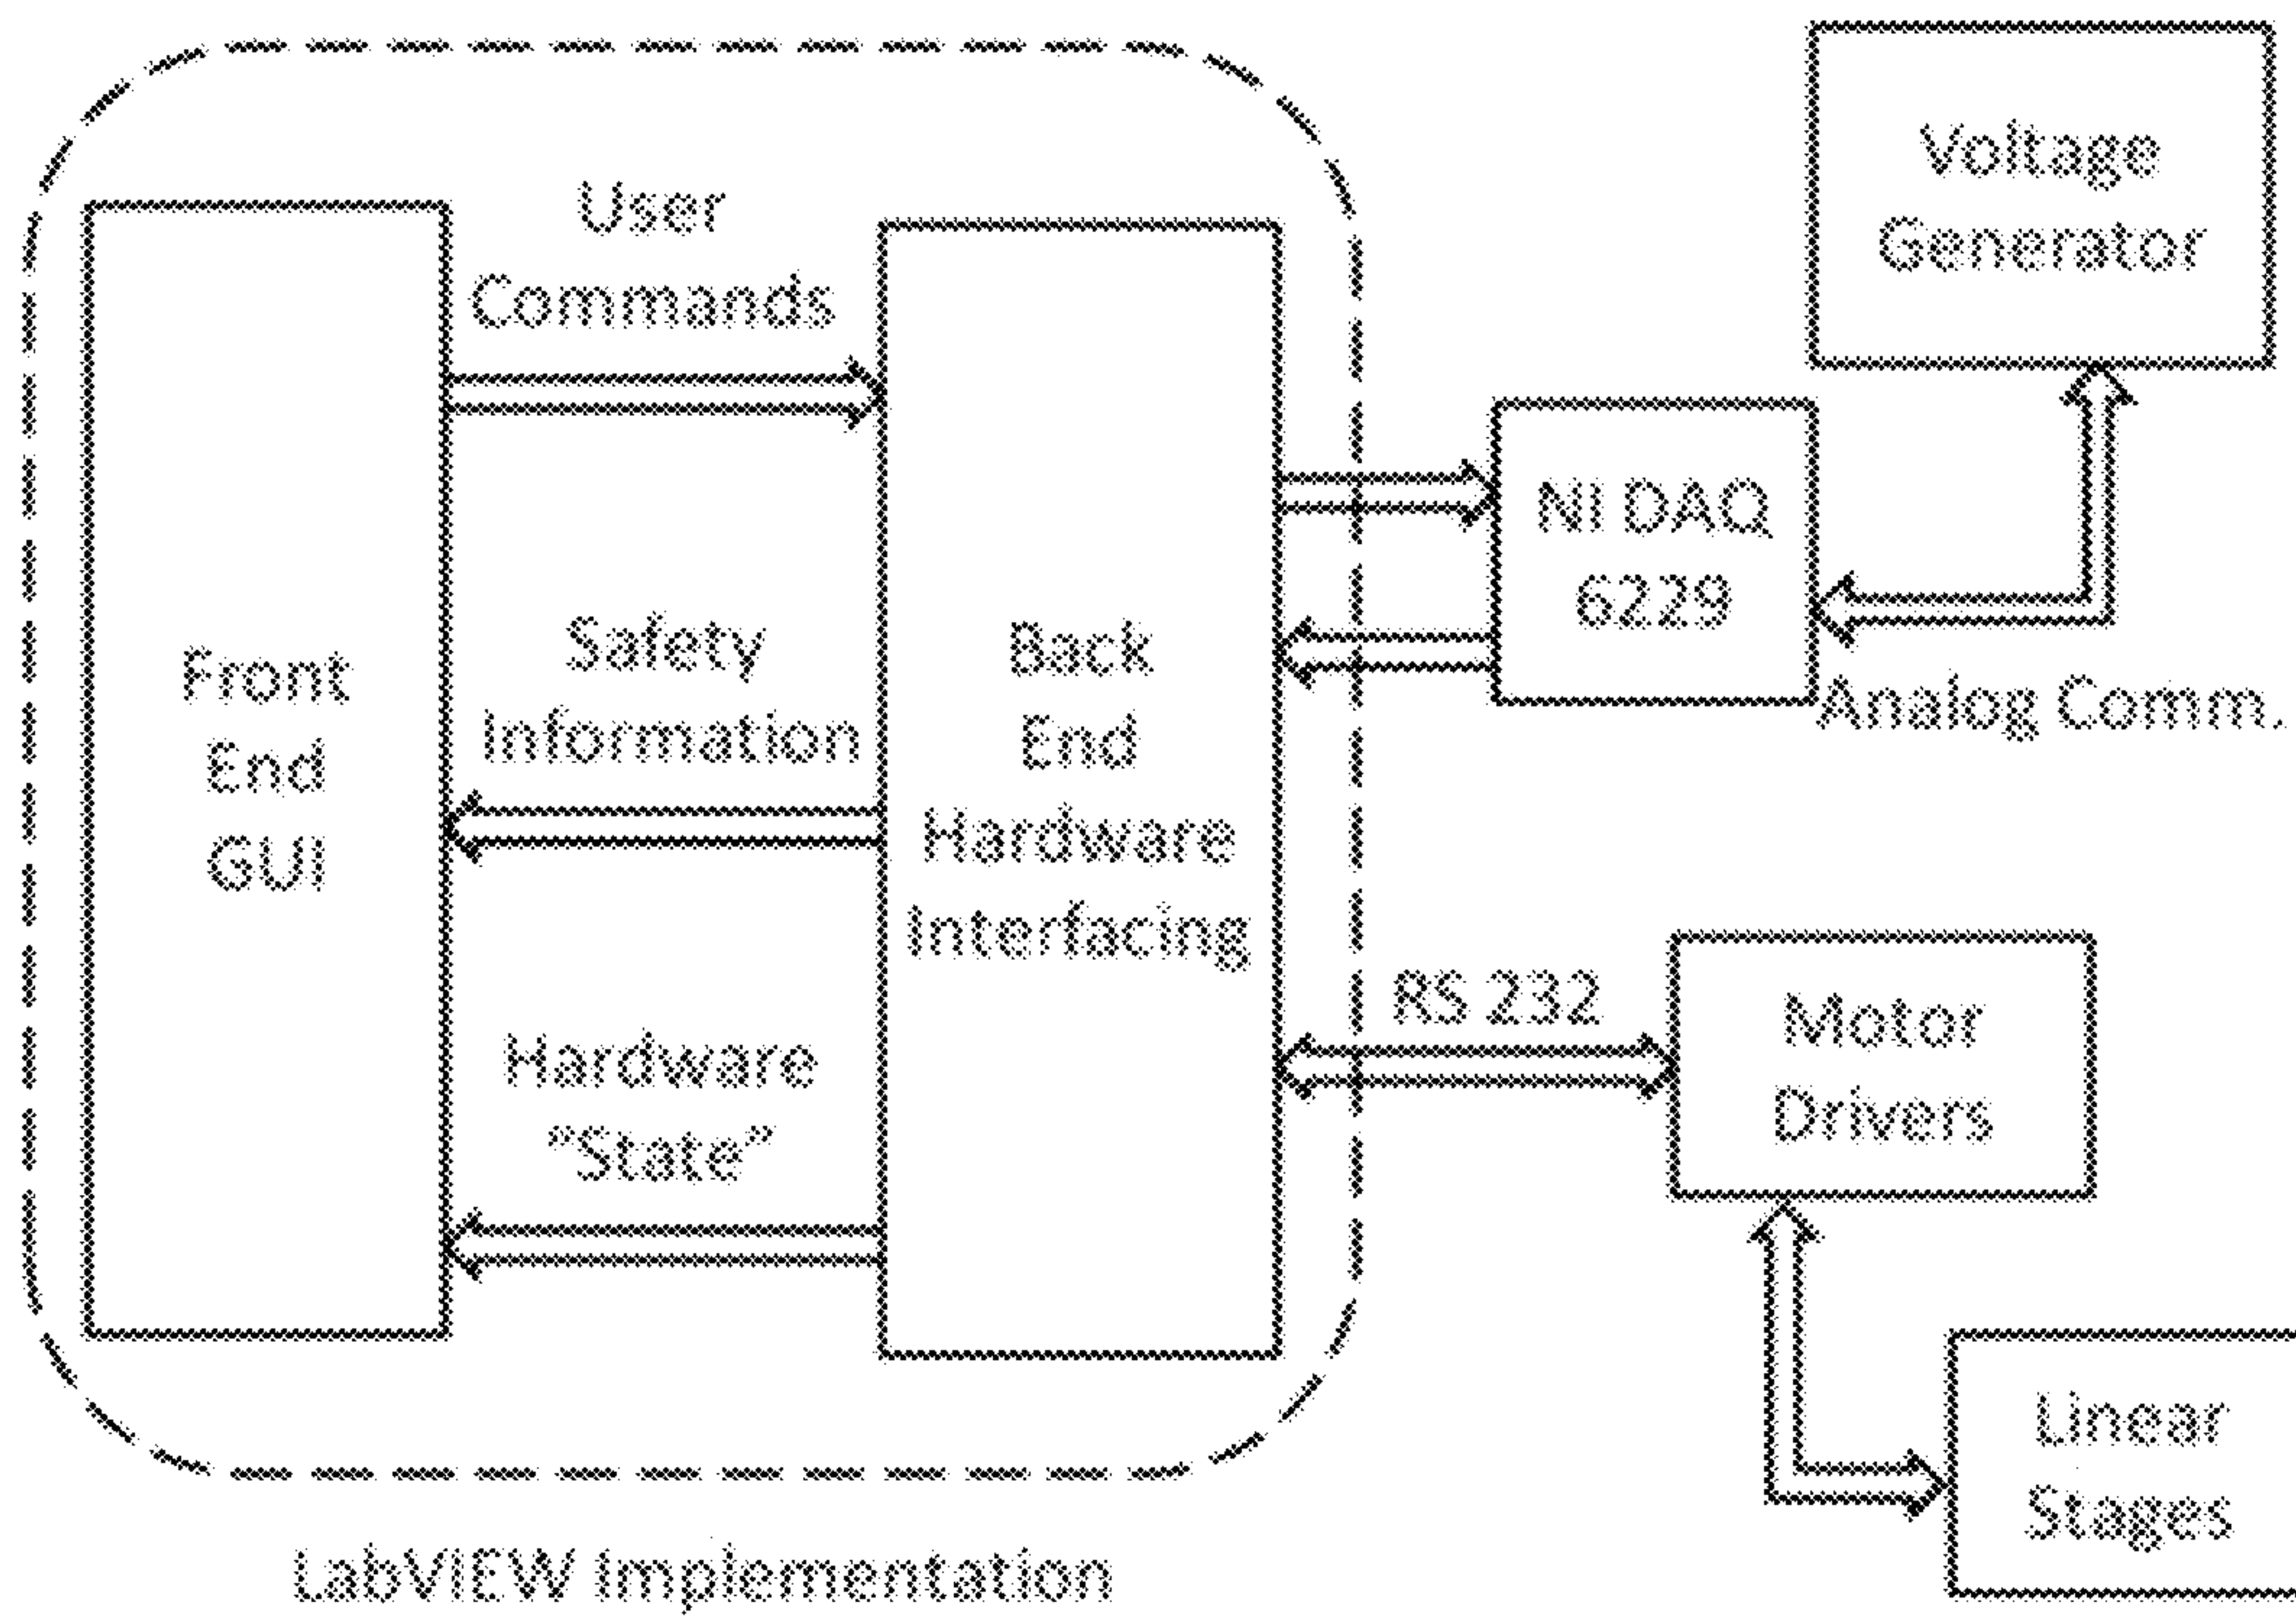 User
Commands
Safety
Information
Hardware
"State"
Front
End
GUI
Back
End
Hardware
Interfacing
Voltage
Generator
NI DAQ
6229
Analog Comm.
RS 232
Motor
Drivers
Linear
Stages
LabVIEW Implementation